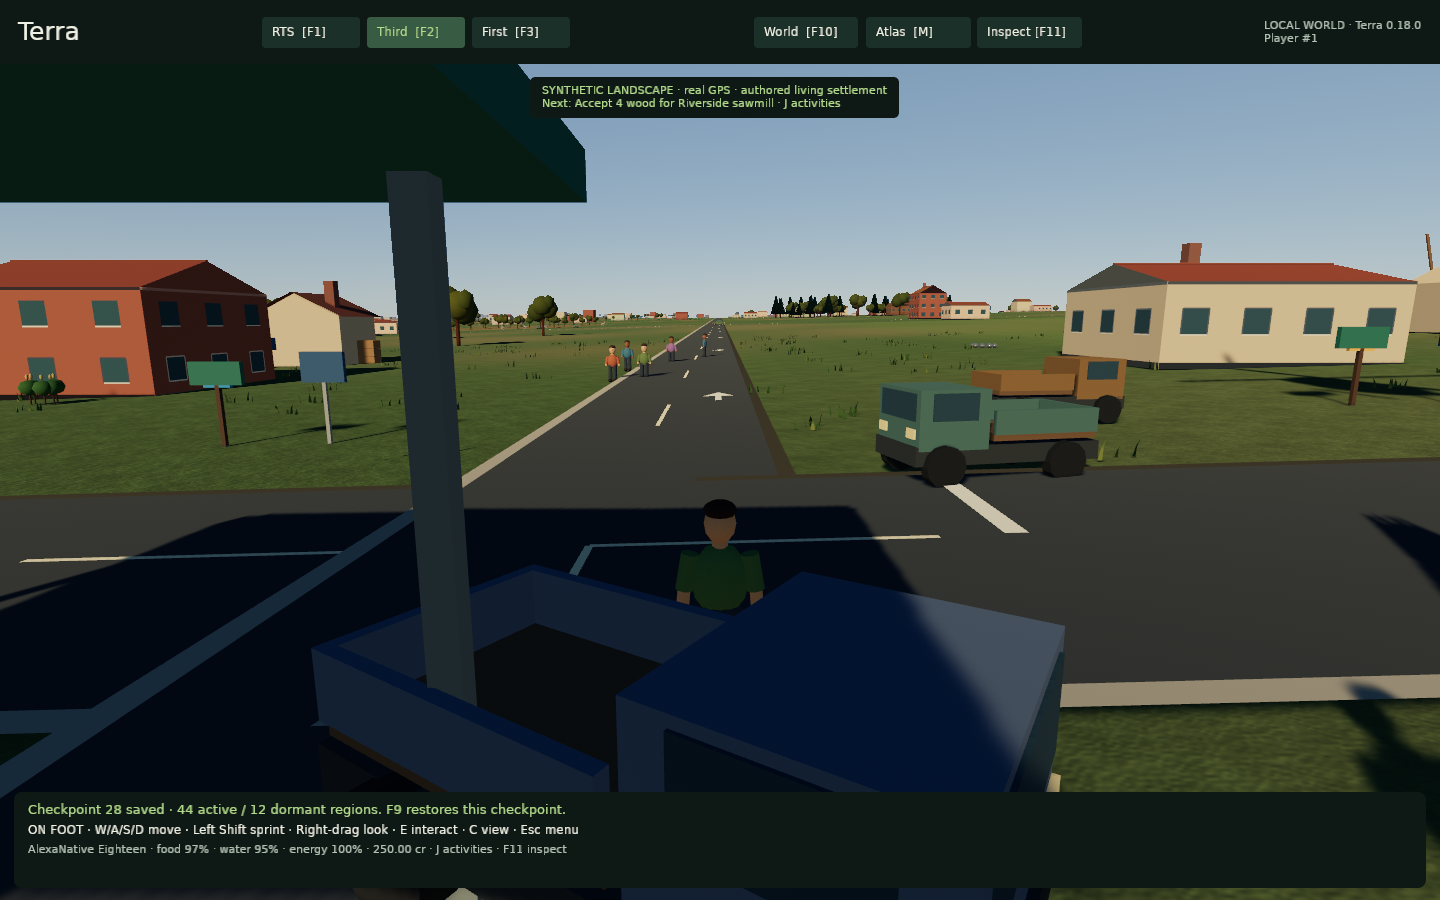 Terra
RTS [F1]
Third [F2]
First [F3]
World [F10]
Atlas [M]
Inspect [F11]
LOCAL WORLD · Terra 0.18.0
Player #1
SYNTHETIC LANDSCAPE · real GPS · authored living settlement
Next: Accept 4 wood for Riverside sawmill · J activities
Checkpoint 28 saved · 44 active / 12 dormant regions. F9 restores this checkpoint.
ON FOOT · W/A/S/D move · Left Shift sprint · Right-drag look · E interact · C view · Esc menu
AlexaNative Eighteen · food 97% · water 95% · energy 100% · 250.00 cr · J activities · F11 inspect